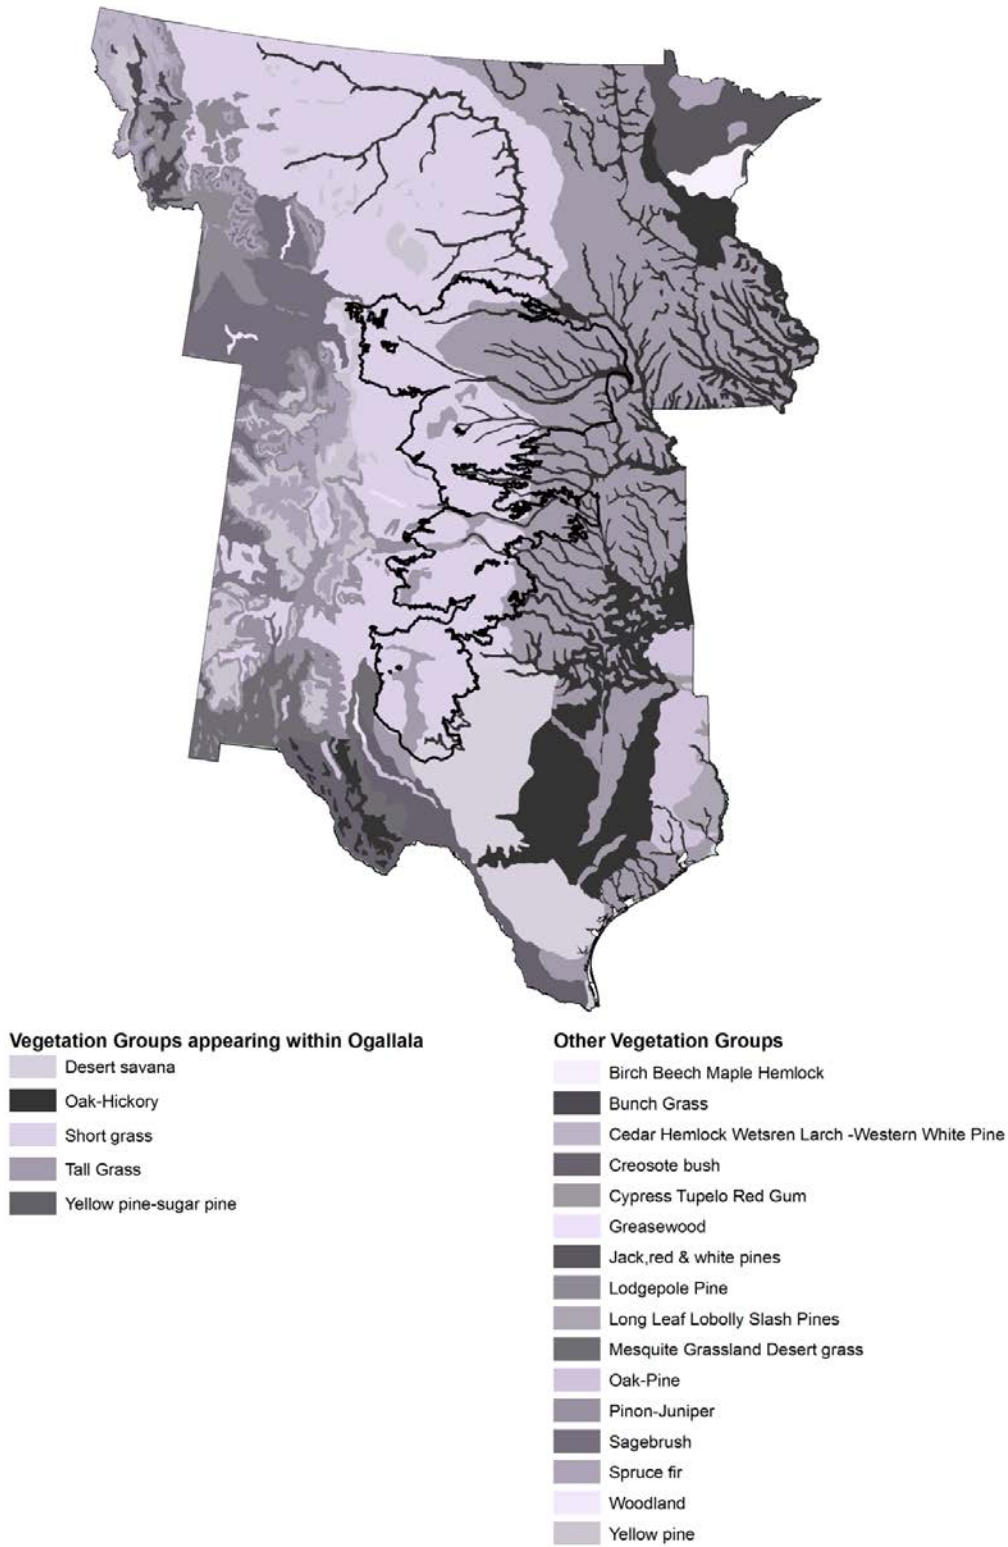 Vegetation Groups appearing within Ogallala
Desert savana
Oak-Hickory
Short grass
Tall Grass
Yellow pine-sugar pine
Other Vegetation Groups
Birch Beech Maple Hemlock
Bunch Grass
Cedar Hemlock Wetsren Larch -Western White Pine
Creosote bush
Cypress Tupelo Red Gum
Greasewood
Jack,red & white pines
Lodgepole Pine
Long Leaf Lobolly Slash Pines
Mesquite Grassland Desert grass
Oak-Pine
Pinon-Juniper
Sagebrush
Spruce fir
Woodland
Yellow pine